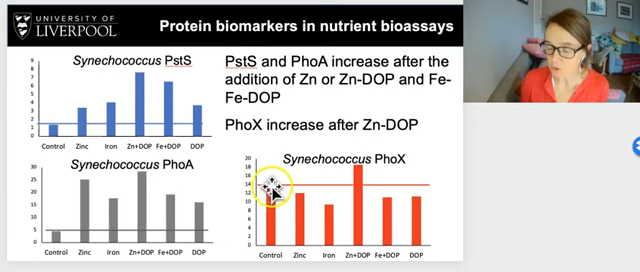 UNIVERSITY OF
LIVERPOOL
Protein biomarkers in nutrient bioassays
Synechococcus PstS
9
8
7
6
5
4
3
2
1
0
Control Zinc Iron Zn+DOP Fe+DOP DOP
PstS and PhoA increase after the
addition of Zn or Zn-DOP and Fe-
Fe-DOP
PhoX increase after Zn-DOP
Synechococcus PhoA
30
25
20
15
10
5
0
Control Zinc Iron Zn+DOP Fe+DOP DOP
Synechococcus PhoX
20
18
16
14
12
10
8
6
4
2
0
Control Zinc Iron Zn+DOP Fe+DOP DOP